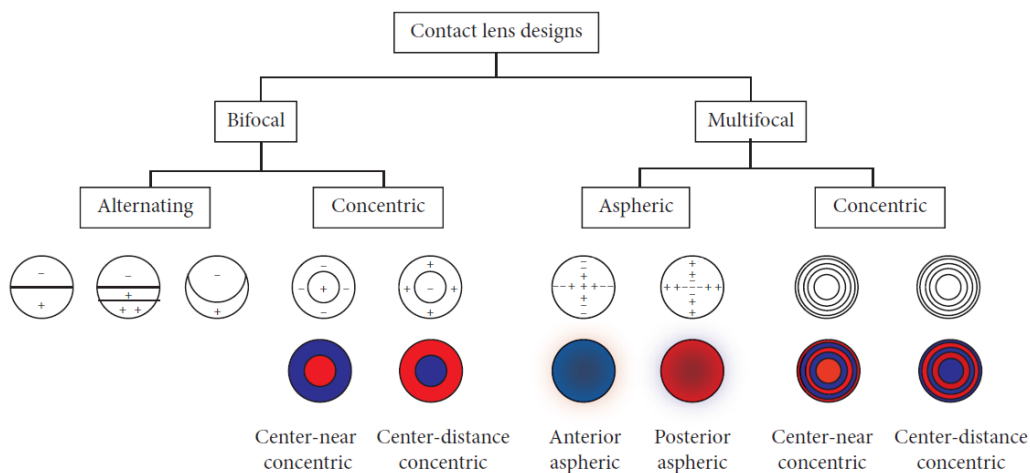 Contact lens designs
Bifocal
Multifocal
Alternating
Concentric
Aspheric
Concentric
− − − − + − −
+ + + + + − − + + − − + + + − − + + − − − + +
+ + + − + + − +
Center-near
concentric
Center-distance
concentric
Anterior
aspheric
Posterior
aspheric
Center-near
concentric
Center-distance
concentric